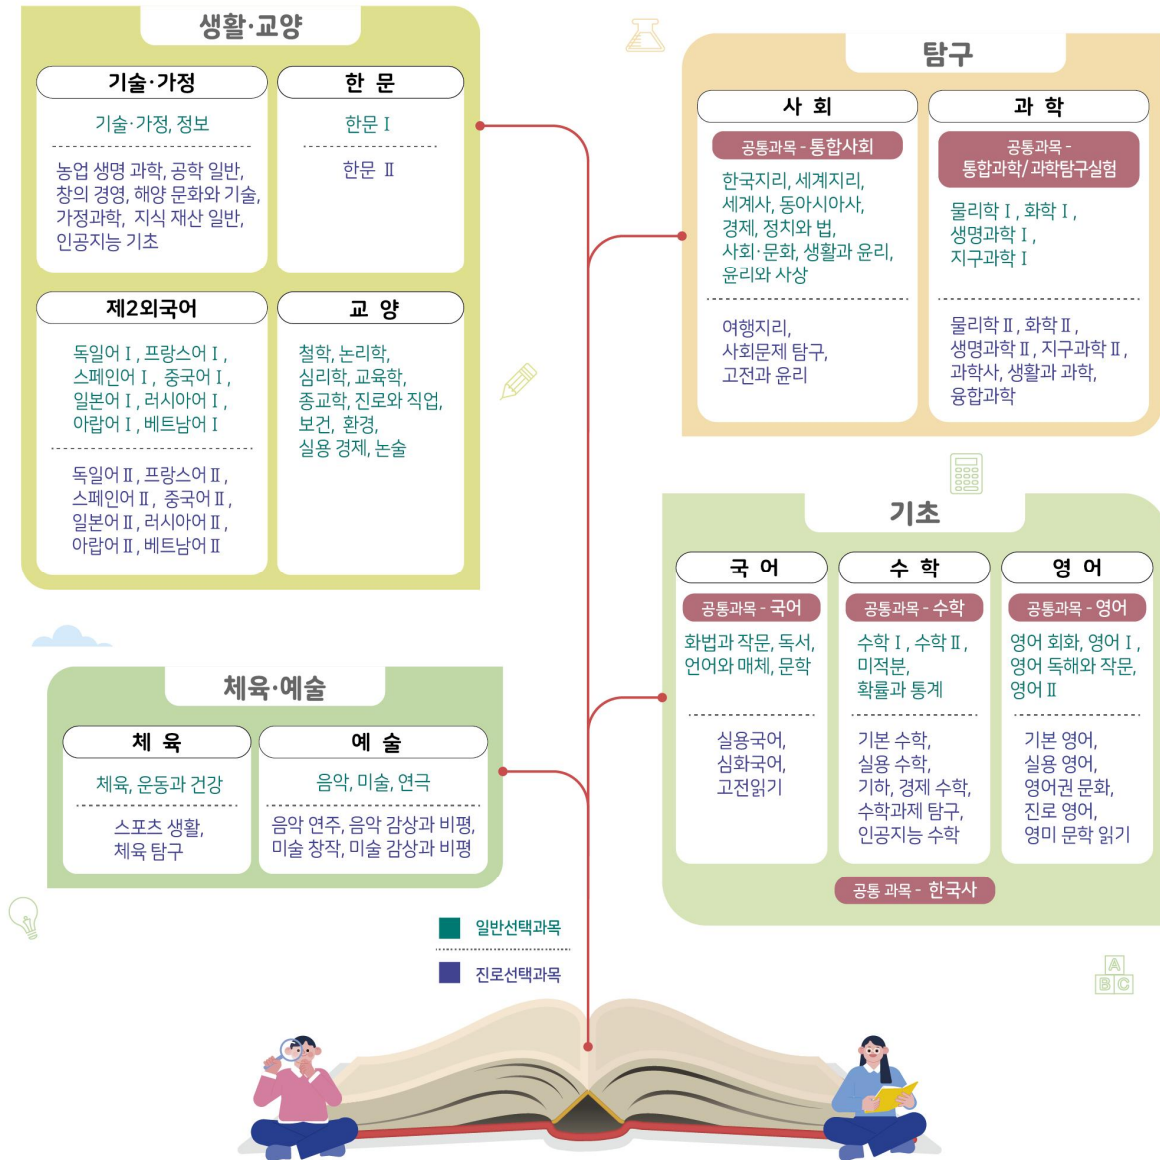 생활·교양
기술·가정
기술·가정, 정보
농업 생명 과학, 공학 일반,
창의 경영, 해양 문화와 기술,
가정과학, 지식 재산 일반,
인공지능 기초
한 문
한문 Ⅰ
한문 Ⅱ
제2외국어
독일어 Ⅰ, 프랑스어 Ⅰ,
스페인어 Ⅰ, 중국어 Ⅰ,
일본어 Ⅰ, 러시아어 Ⅰ,
아랍어 Ⅰ, 베트남어 Ⅰ
독일어 Ⅱ, 프랑스어 Ⅱ,
스페인어 Ⅱ, 중국어 Ⅱ,
일본어 Ⅱ, 러시아어 Ⅱ,
아랍어 Ⅱ, 베트남어 Ⅱ
교 양
철학, 논리학,
심리학, 교육학,
종교학, 진로와 직업,
보건, 환경,
실용 경제, 논술
탐구
사 회
공통과목 - 통합사회
한국지리, 세계지리,
세계사, 동아시아사,
경제, 정치와 법,
사회·문화, 생활과 윤리,
윤리와 사상
여행지리,
사회문제 탐구,
고전과 윤리
과 학
공통과목 -
통합과학/ 과학탐구실험
물리학 Ⅰ, 화학 Ⅰ,
생명과학 Ⅰ,
지구과학 Ⅰ
물리학 Ⅱ, 화학 Ⅱ,
생명과학 Ⅱ, 지구과학 Ⅱ,
과학사, 생활과 과학,
융합과학
기초
국 어
공통과목 - 국어
화법과 작문, 독서,
언어와 매체, 문학
실용국어,
심화국어,
고전읽기
수 학
공통과목 - 수학
수학 Ⅰ, 수학 Ⅱ,
미적분,
확률과 통계
기본 수학,
실용 수학,
기하, 경제 수학,
수학과제 탐구,
인공지능 수학
영 어
공통과목 - 영어
영어 회화, 영어 Ⅰ,
영어 독해와 작문,
영어 Ⅱ
기본 영어,
실용 영어,
영어권 문화,
진로 영어,
영미 문학 읽기
공통 과목 - 한국사
체육·예술
체 육
체육, 운동과 건강
스포츠 생활,
체육 탐구
예 술
음악, 미술, 연극
음악 연주, 음악 감상과 비평,
미술 창작, 미술 감상과 비평
일반선택과목
진로선택과목
A
B C